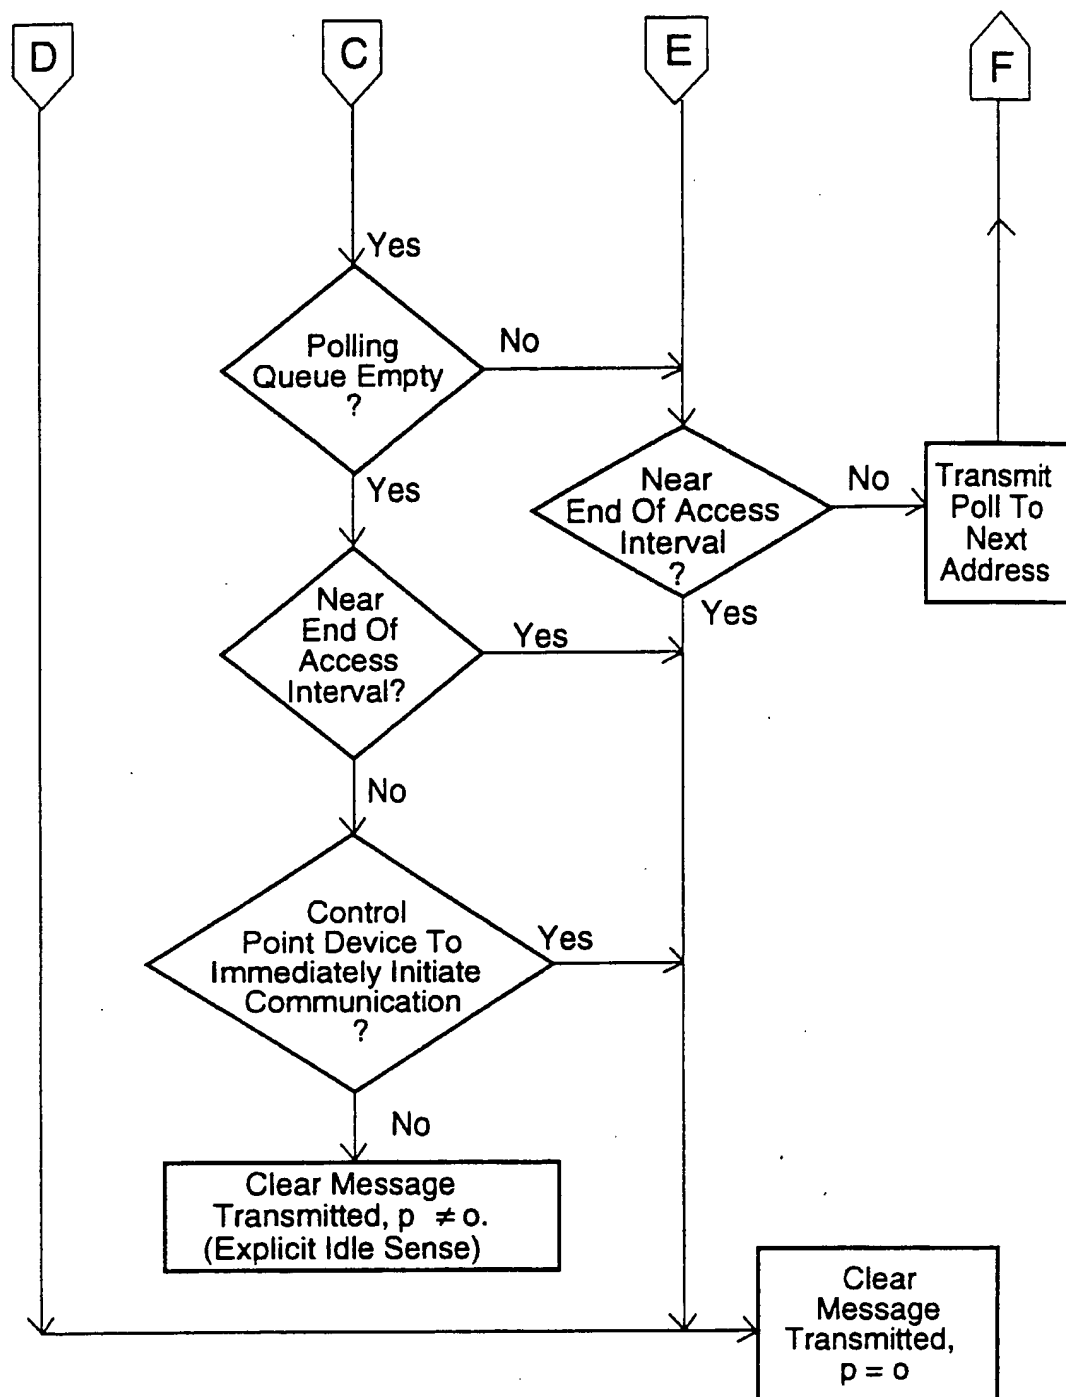 D
C
E
F
Yes
Polling
Queue Empty
?
No
Yes
Near
End Of Access
Interval
?
No
Transmit
Poll To
Next
Address
Yes
Near
End Of
Access
Interval?
Yes
No
Control
Point Device To
Immediately Initiate
Communication
?
Yes
No
Clear Message
Transmitted, p ≠ o.
(Explicit Idle Sense)
Clear
Message
Transmitted,
p = o